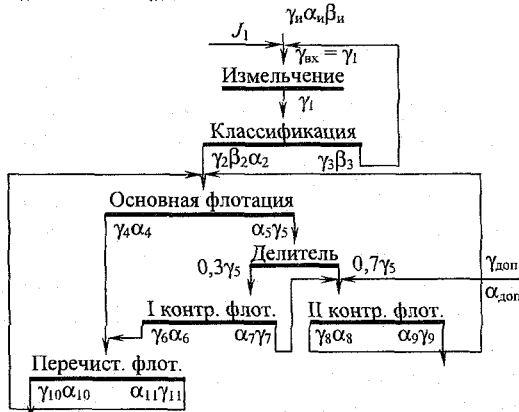 γиαиβи
J₁
γвх = γ₁
Измельчение
γ₁
Классификация
γ₂β₂α₂ γ₃β₃
Основная флотация
γ₄α₄ α₅γ₅
Делитель
0,3γ₅ 0,7γ₅ γдоп
αдоп
I контр. флот. II контр. флот.
γ₆α₆ α₇γ₇ γ₈α₈ α₉γ₉
Перечист. флот.
γ₁₀α₁₀ α₁₁γ₁₁